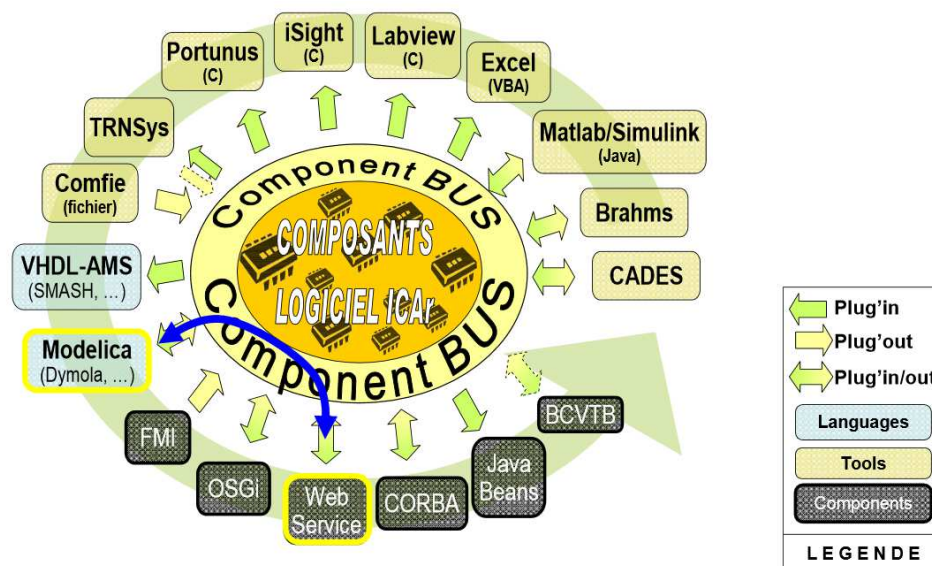 iSight
(C)
Labview
(C)
Portunus
(C)
Excel
(VBA)
TRNSys
Matlab/Simulink
(Java)
Comfie
(fichier)
Brahms
VHDL-AMS
(SMASH, ...)
CADES
Modelica
(Dymola, ...)
Component BUS
COMPOSANTS
LOGICIEL ICAr
Component BUS
FMI
OSGi
Web
Service
CORBA
Java
Beans
BCVTB
Plug'in
Plug'out
Plug'in/out
Languages
Tools
Components
LEGENDE